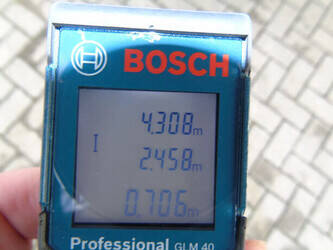 BOSCH
4.308m
2.458m
0.706m
Professional GLM 40